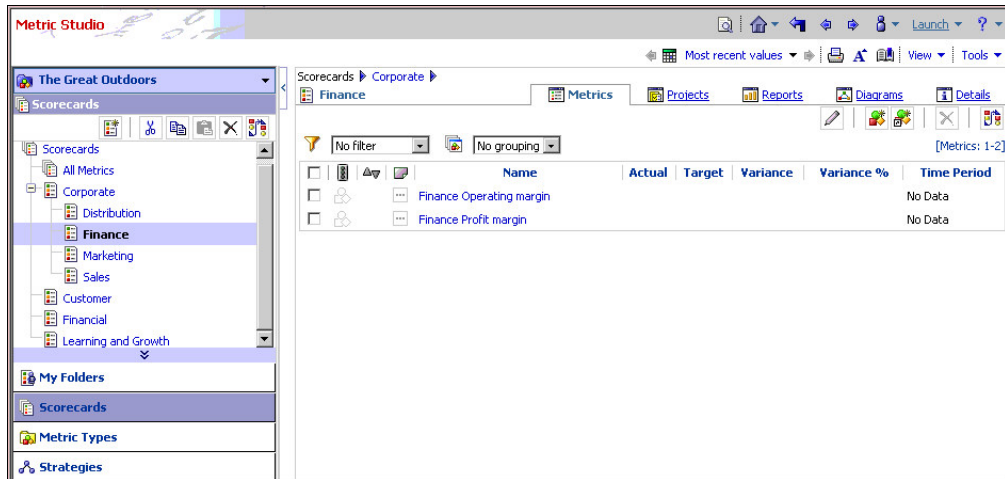 Metric Studio
Launch ?
Most recent values A View Tools
The Great Outdoors
Scorecards
Scorecards
All Metrics
Corporate
Distribution
Finance
Marketing
Sales
Customer
Financial
Learning and Growth
My Folders
Scorecards
Metric Types
Strategies
Scorecards Corporate
Finance
Metrics Projects Reports Diagrams Details
No filter No grouping [Metrics: 1-2]
Name Actual Target Variance Variance % Time Period
Finance Operating margin No Data
Finance Profit margin No Data